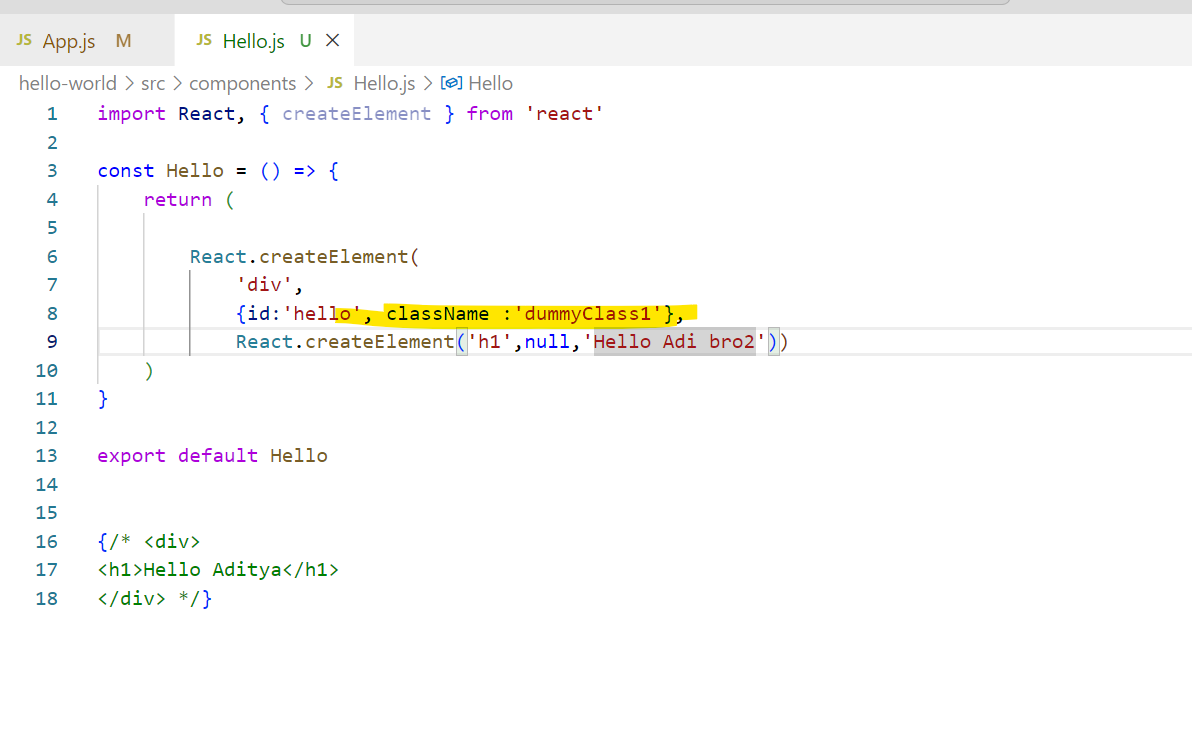 JS App.js M JS Hello.js U
hello-world > src > components > JS Hello.js > Hello
1 import React, { createElement } from 'react'
2
3 const Hello = () => {
4 return (
5
6 React.createElement(
7 'div',
8 {id:'hello', className :'dummyClass1'},
9 React.createElement('h1',null,'Hello Adi bro2'))
10 )
11 }
12
13 export default Hello
14
15
16 {/* <div>
17 <h1>Hello Aditya</h1>
18 </div> */}